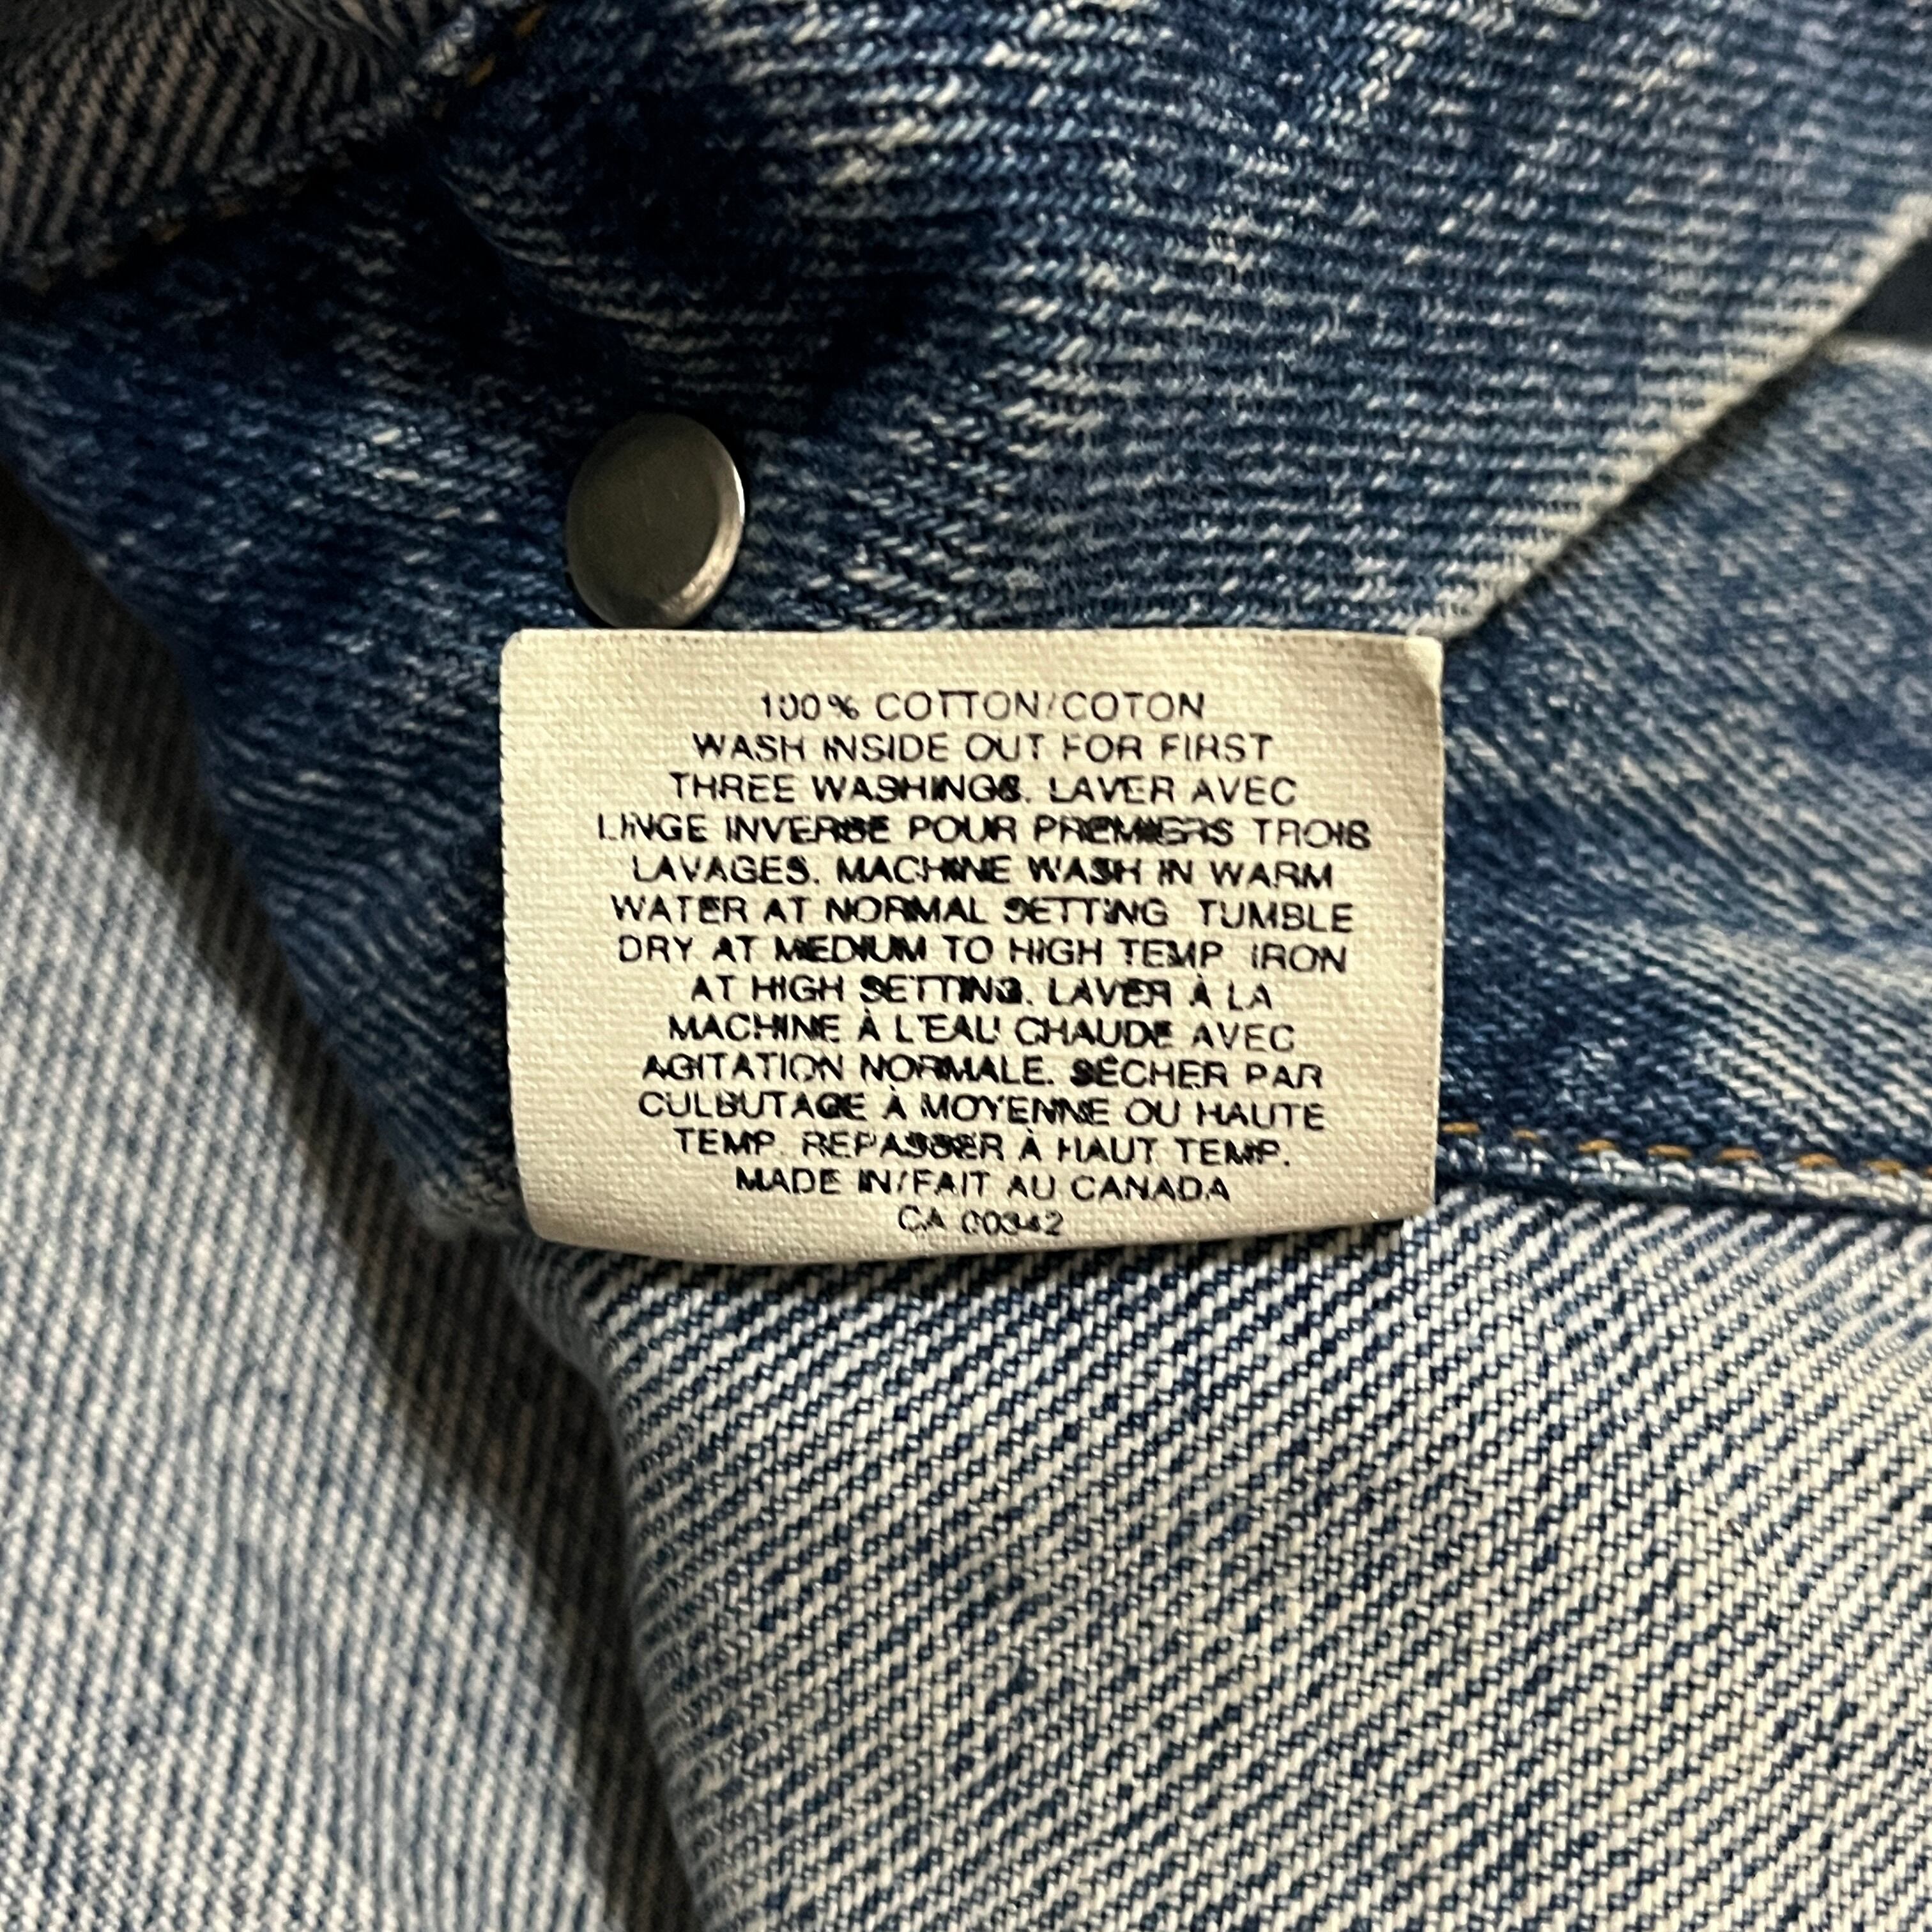 100% COTTON/COTON
WASH INSIDE OUT FOR FIRST
THREE WASHINGS. LAVER AVEC
LINGE INVERSE POUR PREMIERS TROIS
LAVAGES. MACHINE WASH IN WARM
WATER AT NORMAL SETTING TUMBLE
DRY AT MEDIUM TO HIGH TEMP. IRON
AT HIGH SETTING. LAVER À LA
MACHINE À L'EAU CHAUDE AVEC
AGITATION NORMALE. SÉCHER PAR
CULBUTAGE À MOYENNE OU HAUTE
TEMP. REPASSER À HAUT TEMP.
MADE IN/FAIT AU CANADA
CA 00342